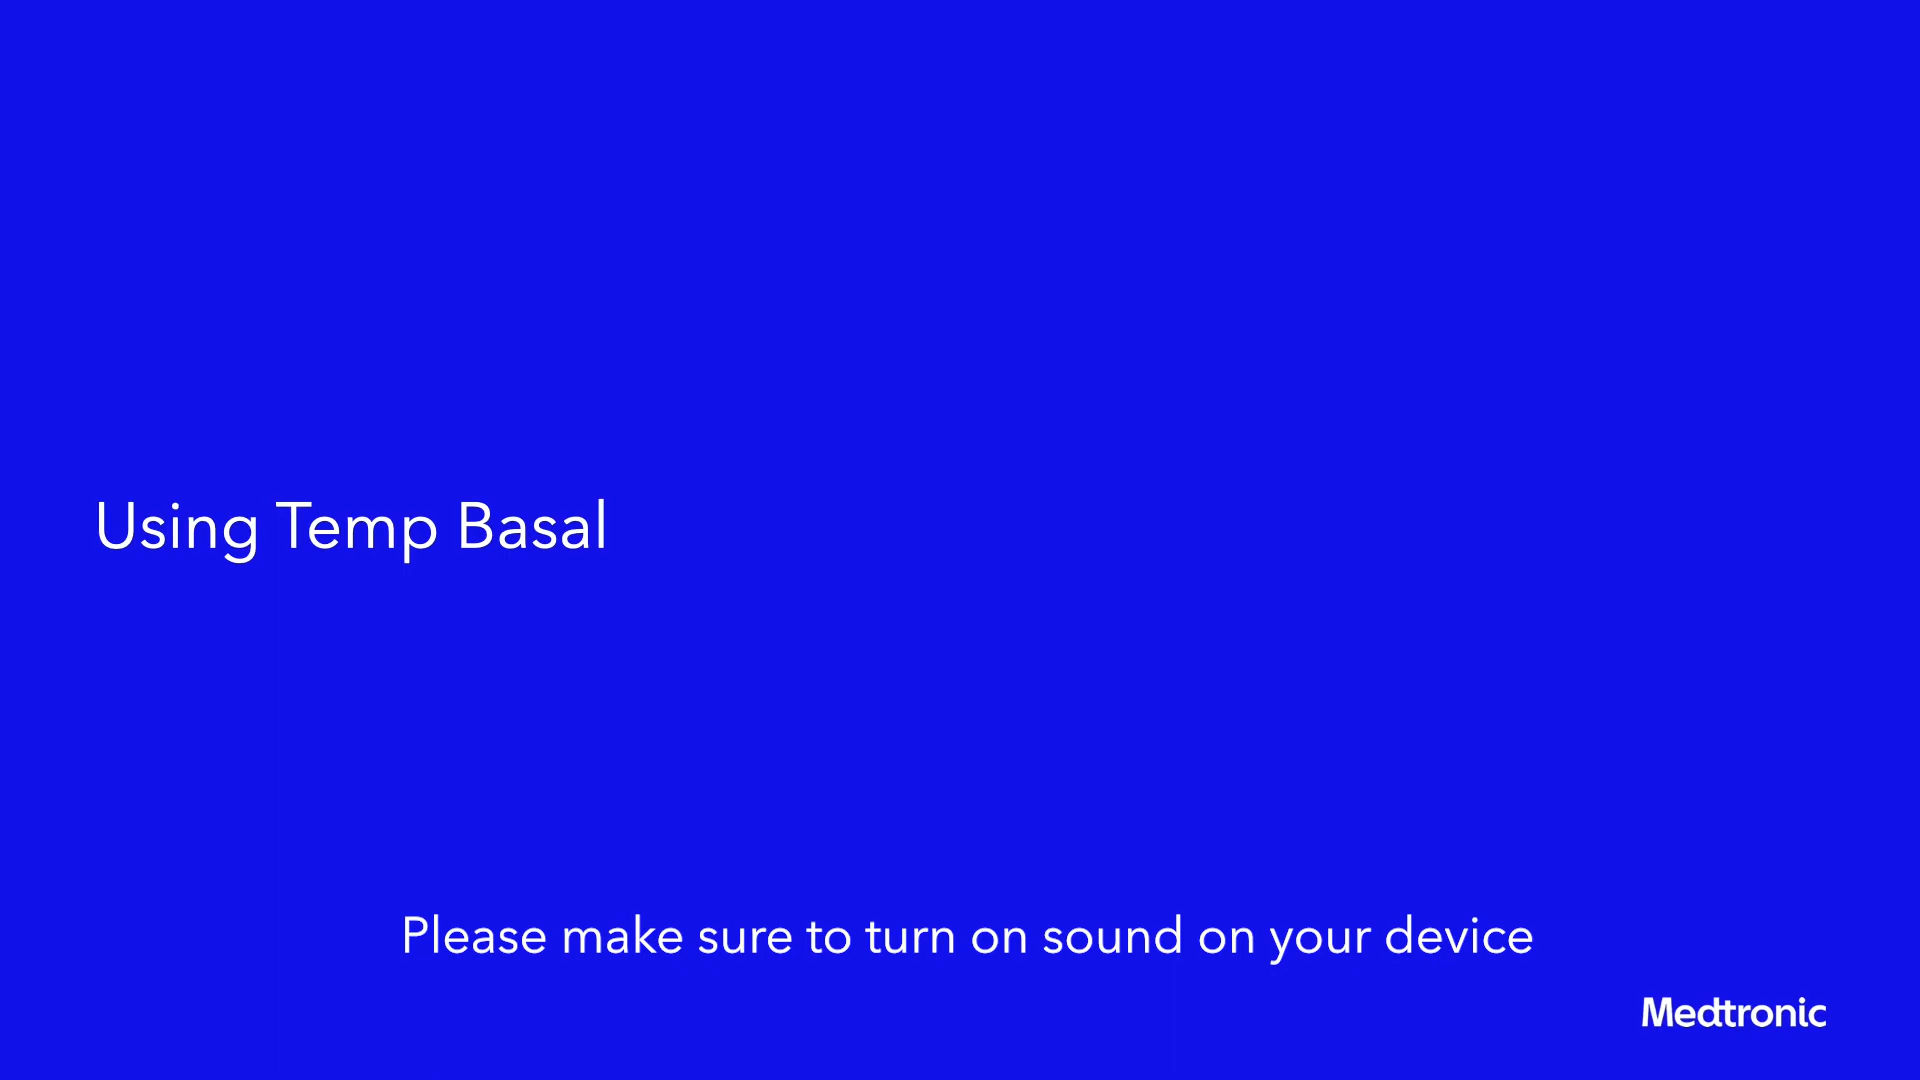 Using Temp Basal
Please make sure to turn on sound on your device
Medtronic